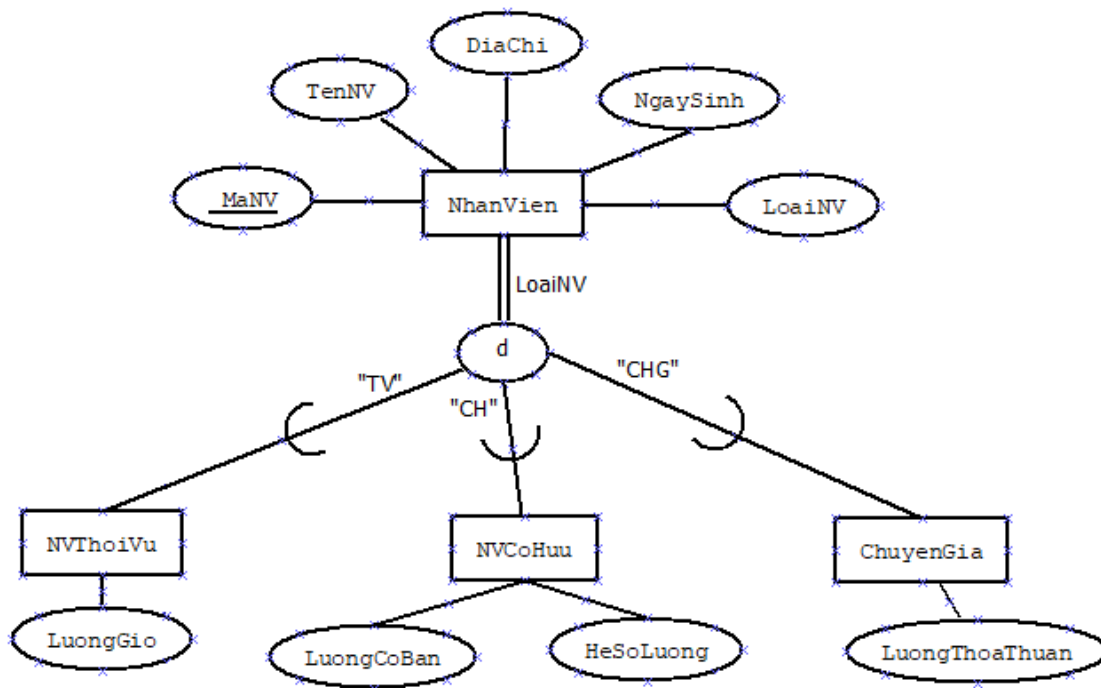 DiaChi
TenNV
NgaySinh
MaNV
NhanVien
LoaiNV
LoaiNV
d
"TV"
"CH"
"CHG"
NVThoiVu
NVCoHuu
ChuyenGia
LuongGio
LuongCoBan
HeSoLuong
LuongThoaThuan